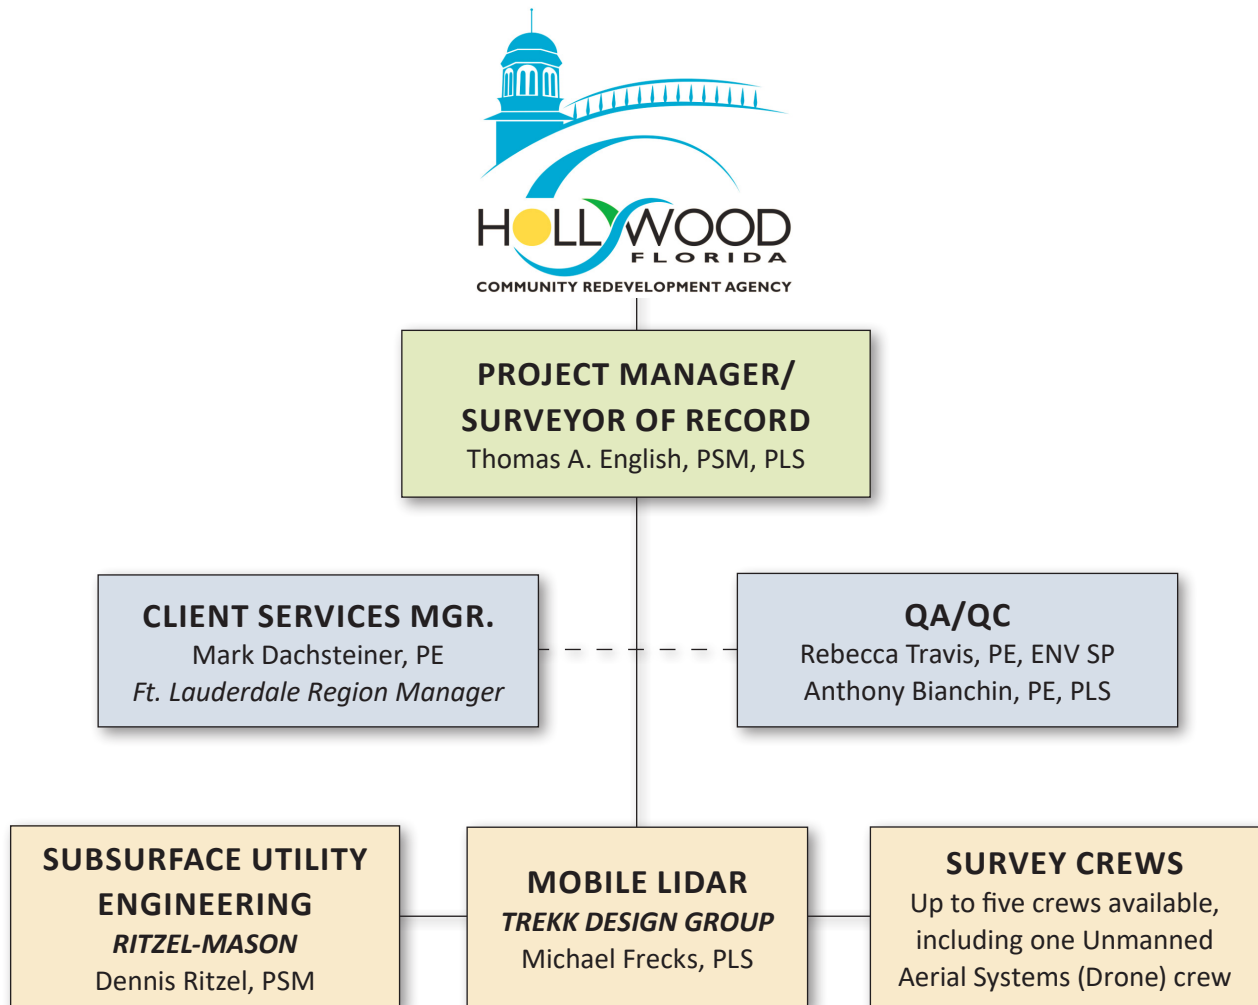 HOLLYWOOD
FLORIDA
COMMUNITY REDEVELOPMENT AGENCY
PROJECT MANAGER/
SURVEYOR OF RECORD
Thomas A. English, PSM, PLS
CLIENT SERVICES MGR.
Mark Dachsteiner, PE
Ft. Lauderdale Region Manager
QA/QC
Rebecca Travis, PE, ENV SP
Anthony Bianchin, PE, PLS
SUBSURFACE UTILITY
ENGINEERING
RITZEL-MASON
Dennis Ritzel, PSM
MOBILE LIDAR
TREKK DESIGN GROUP
Michael Frecks, PLS
SURVEY CREWS
Up to five crews available,
including one Unmanned
Aerial Systems (Drone) crew